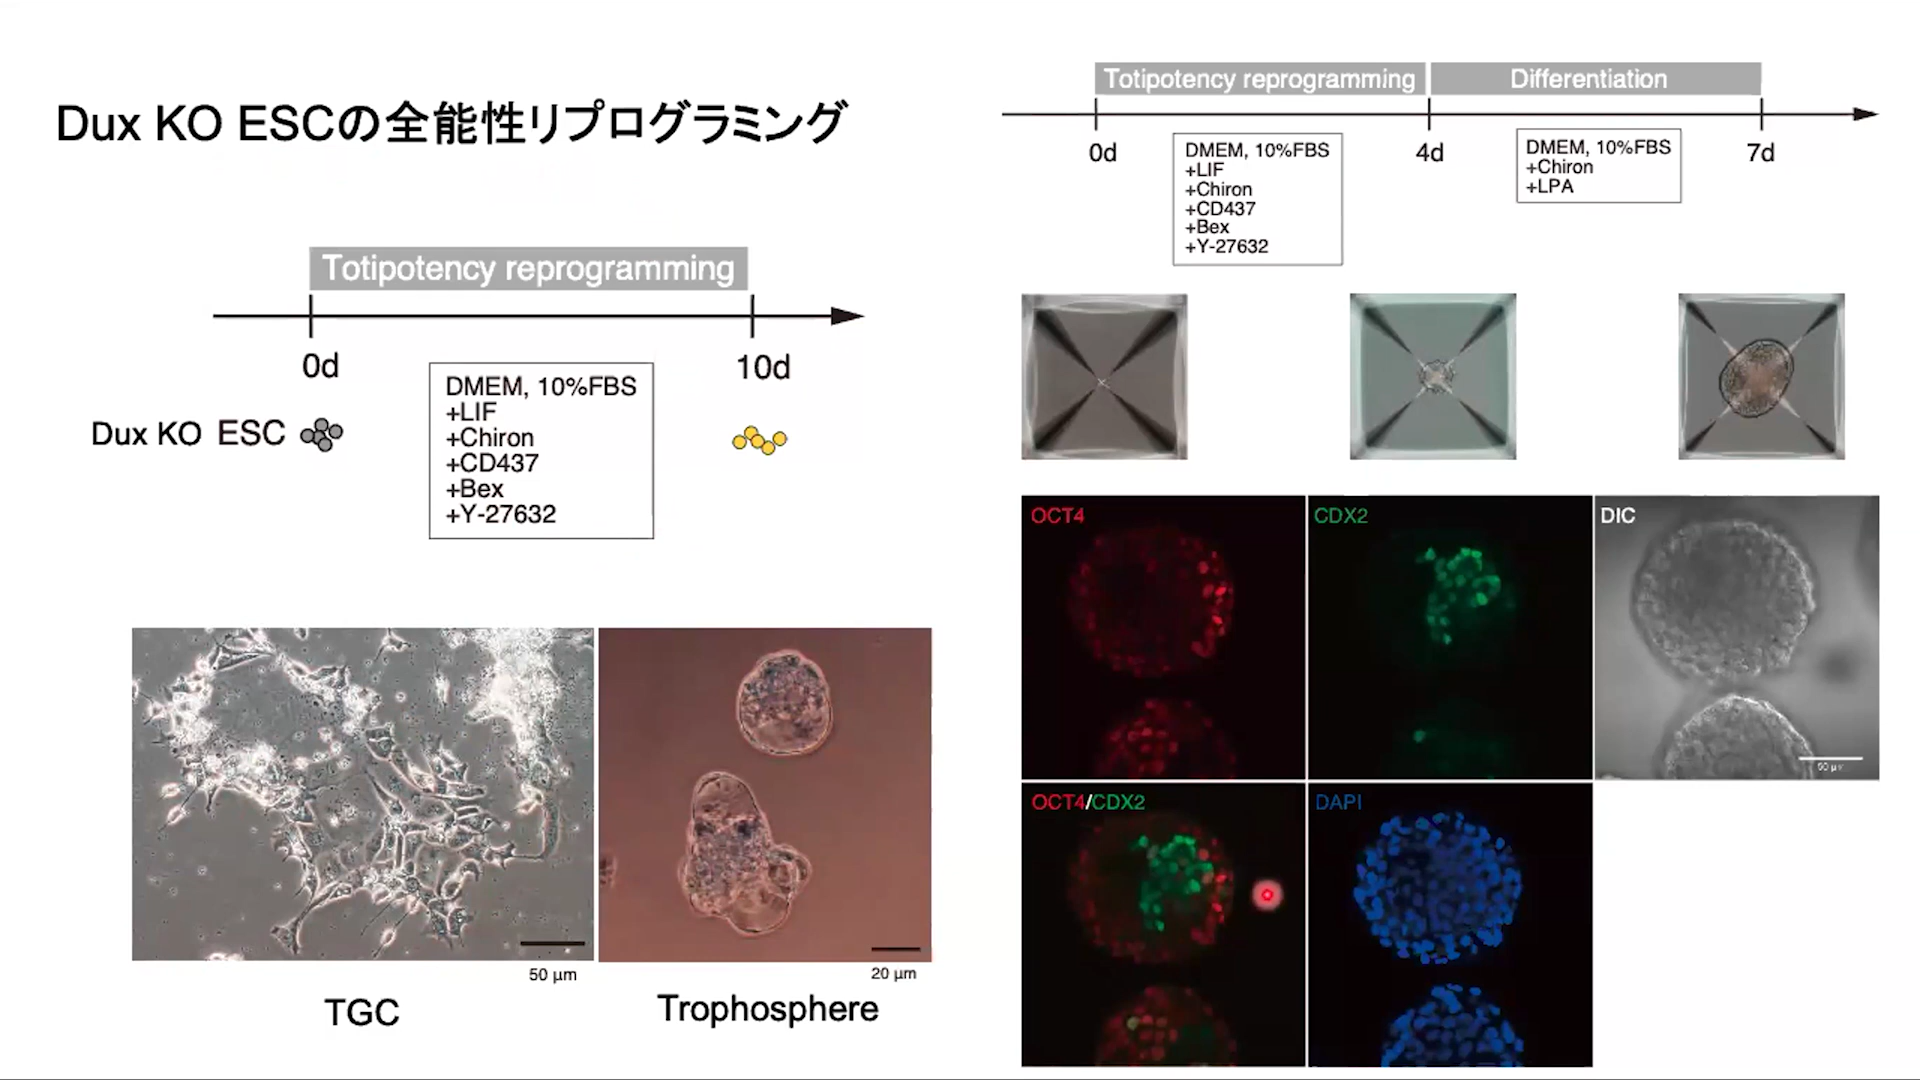 Dux KO ESCの全能性リプログラミング
Totipotency reprogramming
0d
10d
DMEM, 10%FBS
+LIF
+Chiron
+CD437
+Bex
+Y-27632
Dux KO ESC
50 μm
20 μm
TGC
Trophosphere
Totipotency reprogramming
Differentiation
0d
4d
7d
DMEM, 10%FBS
+LIF
+Chiron
+CD437
+Bex
+Y-27632
DMEM, 10%FBS
+Chiron
+LPA
OCT4
CDX2
DIC
50 μm
OCT4/CDX2
DAPI